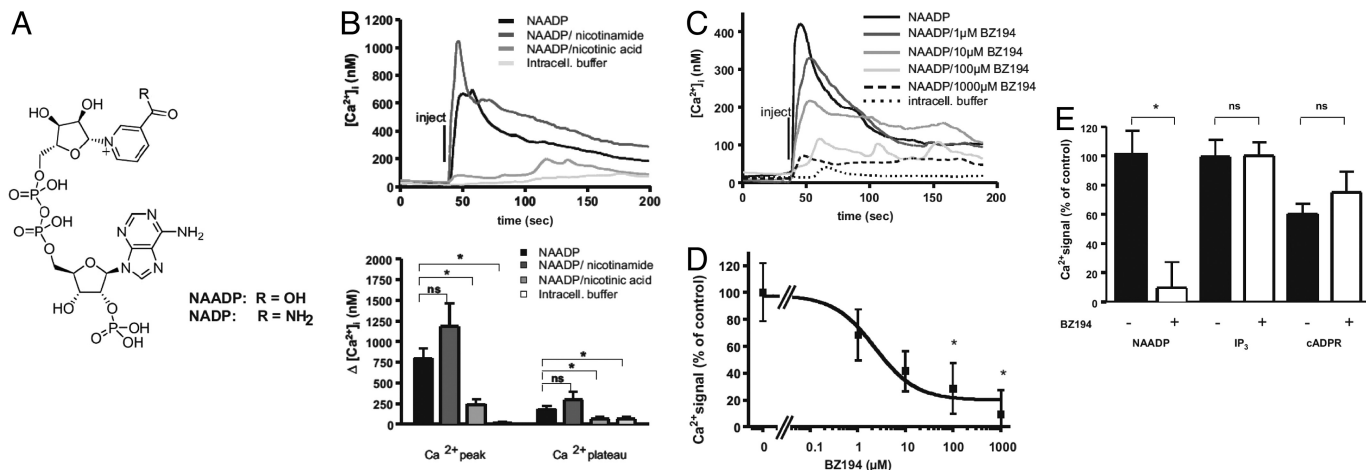 A
R
O
HO
OH
N
+
O
O
O
P
OH
O
O
P
OH
O
O
N
N
N
N
NH2
O
HO
O
P
OH
O
OH
NAADP: R = OH
NADP: R = NH2
B
1200
1000
800
600
400
200
0
[Ca2+]i (nM)
inject
NAADP
NAADP/ nicotinamide
NAADP/nicotinic acid
Intracell. buffer
0 50 100 150 200
time (sec)
2000
1750
1500
1250
1000
750
500
250
0
Δ [Ca2+]i (nM)
NAADP
NAADP/ nicotinamide
NAADP/nicotinic acid
Intracell. buffer
*
*
ns
*
*
ns
Ca 2+ peak
Ca 2+ plateau
C
400
300
200
100
0
[Ca2+]i (nM)
inject
NAADP
NAADP/1μM BZ194
NAADP/10μM BZ194
NAADP/100μM BZ194
NAADP/1000μM BZ194
intracell. buffer
0 50 100 150 200
time (sec)
D
120
100
80
60
40
20
0
Ca2+signal (% of control)
*
*
0 0.1 1 10 100 1000
BZ194 (μM)
E
* ns ns
120
100
80
60
40
20
0
Ca2+signal (% of control)
BZ194 - + - + - +
NAADP IP3 cADPR